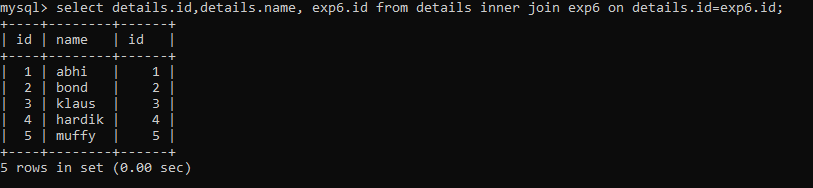 mysql> select details.id,details.name, exp6.id from details inner join exp6 on details.id=exp6.id;
+----+--------+------+
| id | name   | id   |
+----+--------+------+
|  1 | abhi   |    1 |
|  2 | bond   |    2 |
|  3 | klaus  |    3 |
|  4 | hardik |    4 |
|  5 | muffy  |    5 |
+----+--------+------+
5 rows in set (0.00 sec)